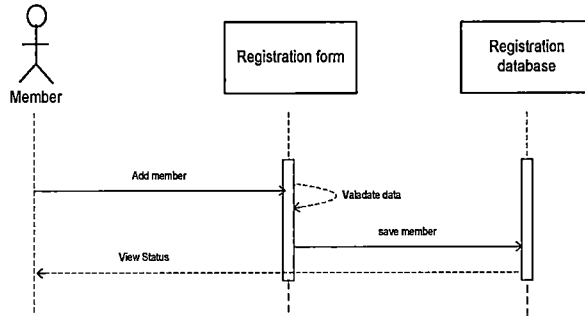 Member
Registration form
Registration
database
Add member
Valadate data
save member
View Status